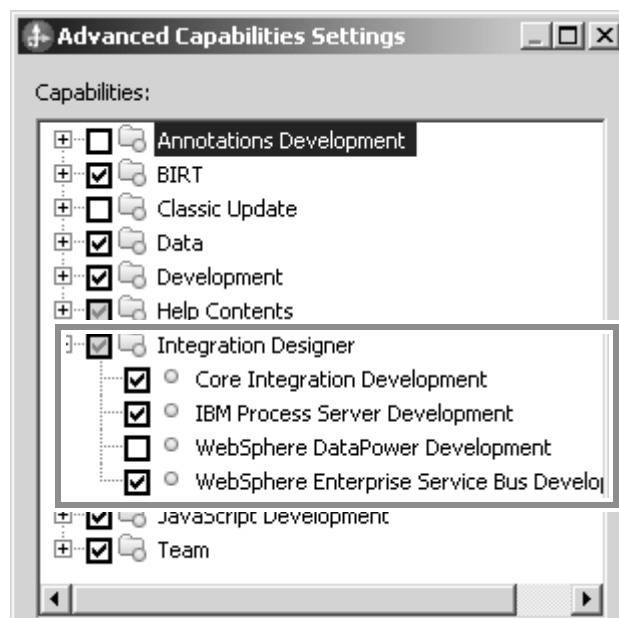 Advanced Capabilities Settings
Capabilities:
Annotations Development
BIRT
Classic Update
Data
Development
Help Contents
Integration Designer
Core Integration Development
IBM Process Server Development
WebSphere DataPower Development
WebSphere Enterprise Service Bus Develop
JavaScript Development
Team